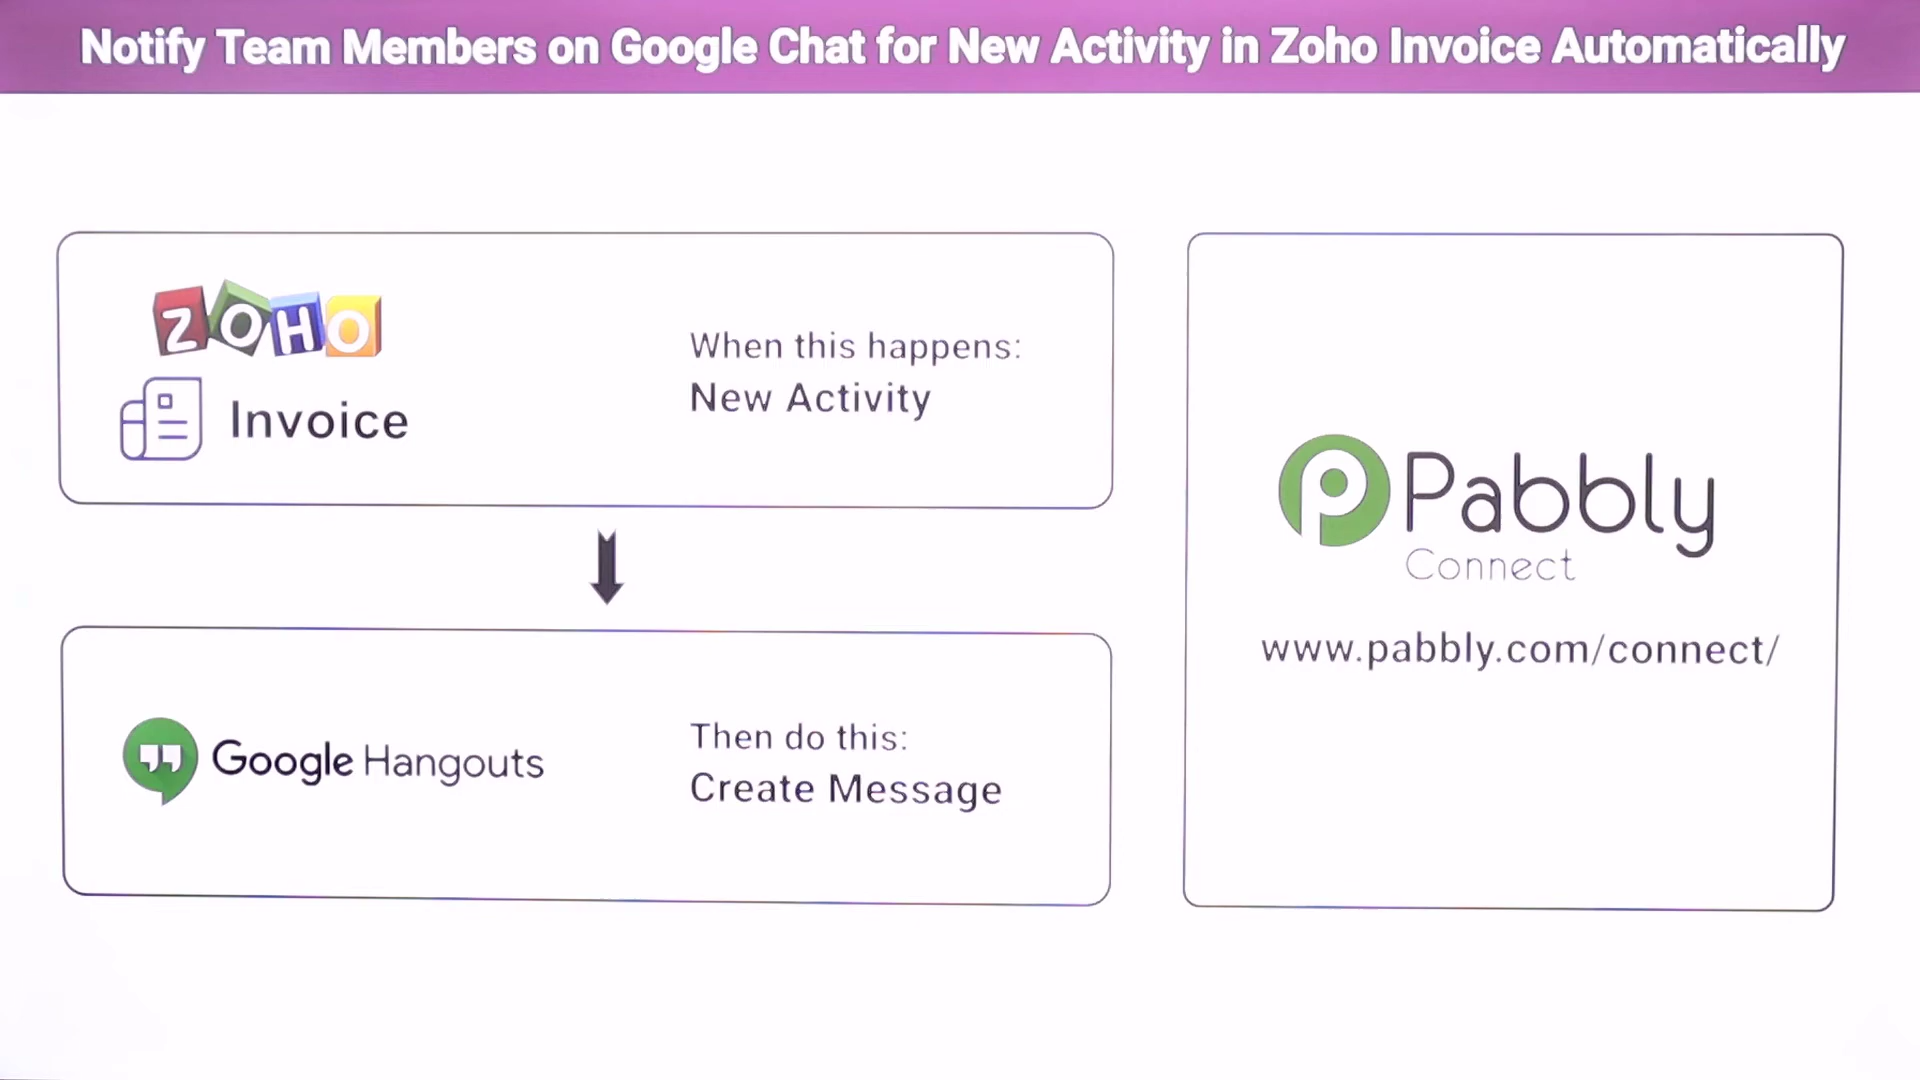 Notify Team Members on Google Chat for New Activity in Zoho Invoice Automatically
ZOHO
Invoice
When this happens:
New Activity
Google Hangouts
Then do this:
Create Message
Pabbly
Connect
www.pabbly.com/connect/